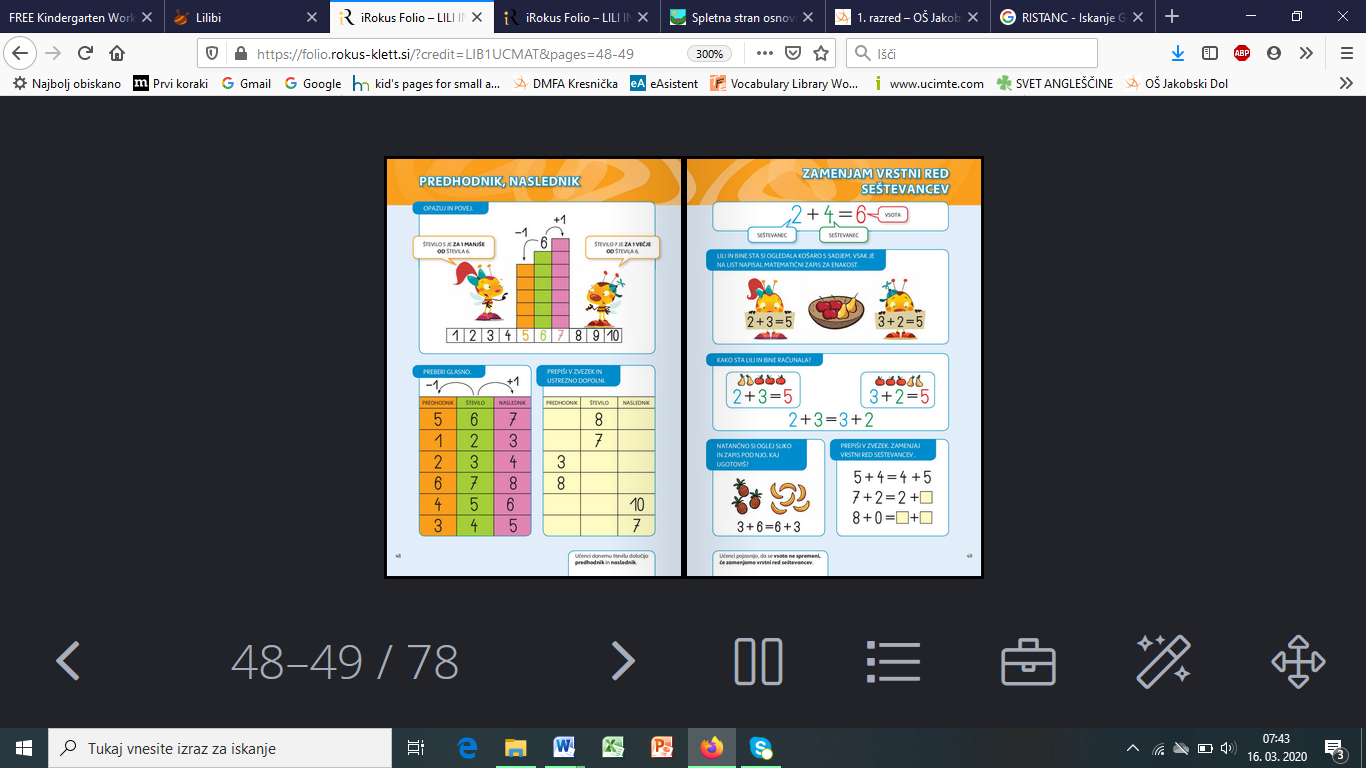 FREE Kindergarten Work
Lilibi
iRokus Folio – LILI IN
iRokus Folio – LILI IN
Spletna stran osnov
1. razred – OŠ Jakob
RISTANC - Iskanje G
https://folio.rokus-klett.si/?credit=LIB1UCMAT&pages=48-49
300%
Išči
Najbolj obiskano
Prvi koraki
Gmail
Google
kid's pages for small a...
DMFA Kresnička
eAsistent
Vocabulary Library Wo...
www.ucimte.com
SVET ANGLEŠČINE
OŠ Jakobski Dol
PREDHODNIK, NASLEDNIK
OPAZUJ IN POVEJ.
ŠTEVILO 5 JE ZA 1 MANJŠE
OD ŠTEVILA 6.
−1
6
+1
ŠTEVILO 7 JE ZA 1 VEČJE
OD ŠTEVILA 6.
1 2 3 4 5 6 7 8 9 10
PREBERI GLASNO.
−1
+1
PREDHODNIK ŠTEVILO NASLEDNIK
5 6 7
1 2 3
2 3 4
6 7 8
4 5 6
3 4 5
PREPIŠI V ZVEZEK IN
USTREZNO DOPOLNI.
PREDHODNIK ŠTEVILO NASLEDNIK
8
7
3
8
10
7
48
Učenci danemu številu določijo
predhodnik in naslednik.
ZAMENJAM VRSTNI RED
SEŠTEVANCEV
2 + 4 = 6
VSOTA
SEŠTEVANEC
SEŠTEVANEC
LILI IN BINE STA SI OGLEDALA KOŠARO S SADJEM. VSAK JE
NA LIST NAPISAL MATEMATIČNI ZAPIS ZA ENAKOST.
2 + 3 = 5
3 + 2 = 5
KAKO STA LILI IN BINE RAČUNALA?
2 + 3 = 5
3 + 2 = 5
2 + 3 = 3 + 2
NATANČNO SI OGLEJ SLIKO
IN ZAPIS POD NJO. KAJ
UGOTOVIŠ?
3 + 6 = 6 + 3
PREPIŠI V ZVEZEK. ZAMENJAJ
VRSTNI RED SEŠTEVANCEV.
5 + 4 = 4 + 5
7 + 2 = 2 +
8 + 0 = +
Učenci pojasnijo, da se vsota ne spremeni,
če zamenjamo vrstni red seštevancev.
49
48–49 / 78
Tukaj vnesite izraz za iskanje
07:43
16. 03. 2020
3